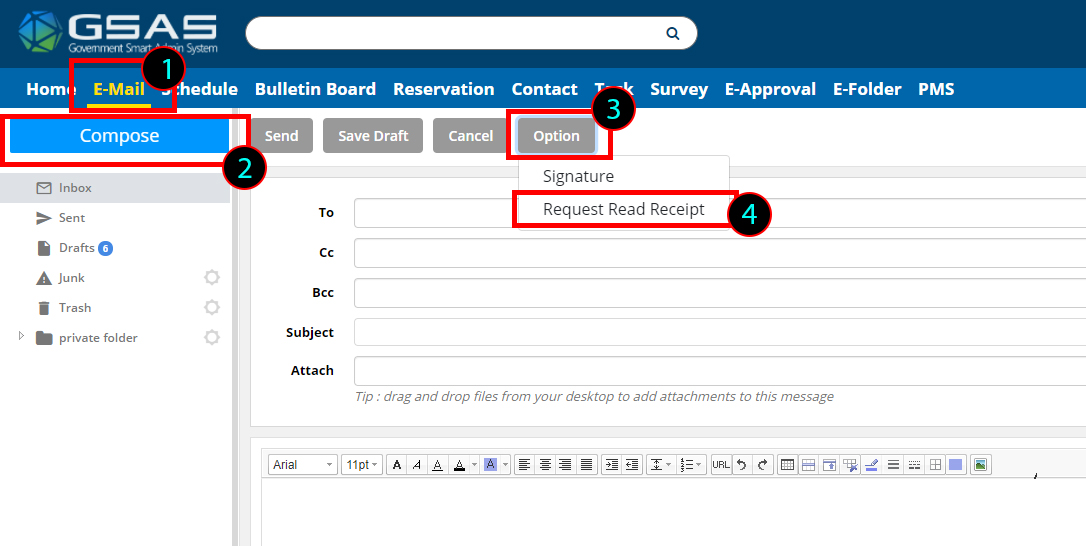 GSAS
Government Smart Admin System
1
Home E-Mail Schedule Bulletin Board Reservation Contact Task Survey E-Approval E-Folder PMS
3
Compose
Send Save Draft Cancel Option
2
Signature
Request Read Receipt
4
Inbox
Sent
Drafts 6
Junk
Trash
private folder
To
Cc
Bcc
Subject
Attach
Tip : drag and drop files from your desktop to add attachments to this message
Arial 11pt A A A A A URL